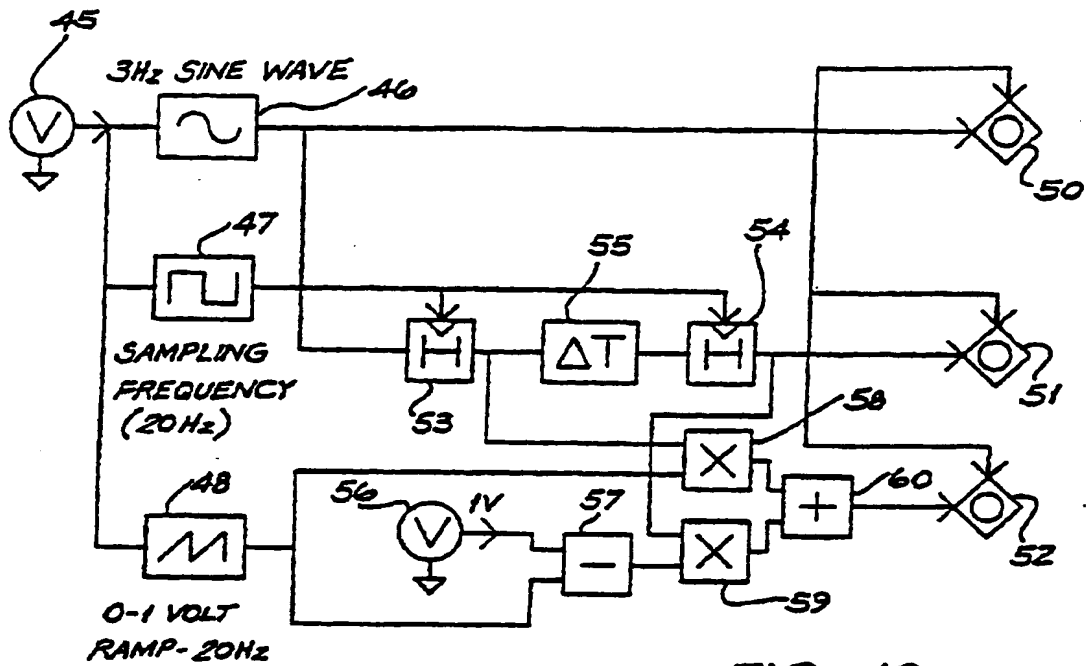 45
3Hz SINE WAVE
46
V
50
47
55
54
SAMPLING
FREQUENCY
(20Hz)
H
ΔT
H
53
51
58
X
48
56
V
1V
57
60
+
−
X
59
52
0-1 VOLT
RAMP-20Hz